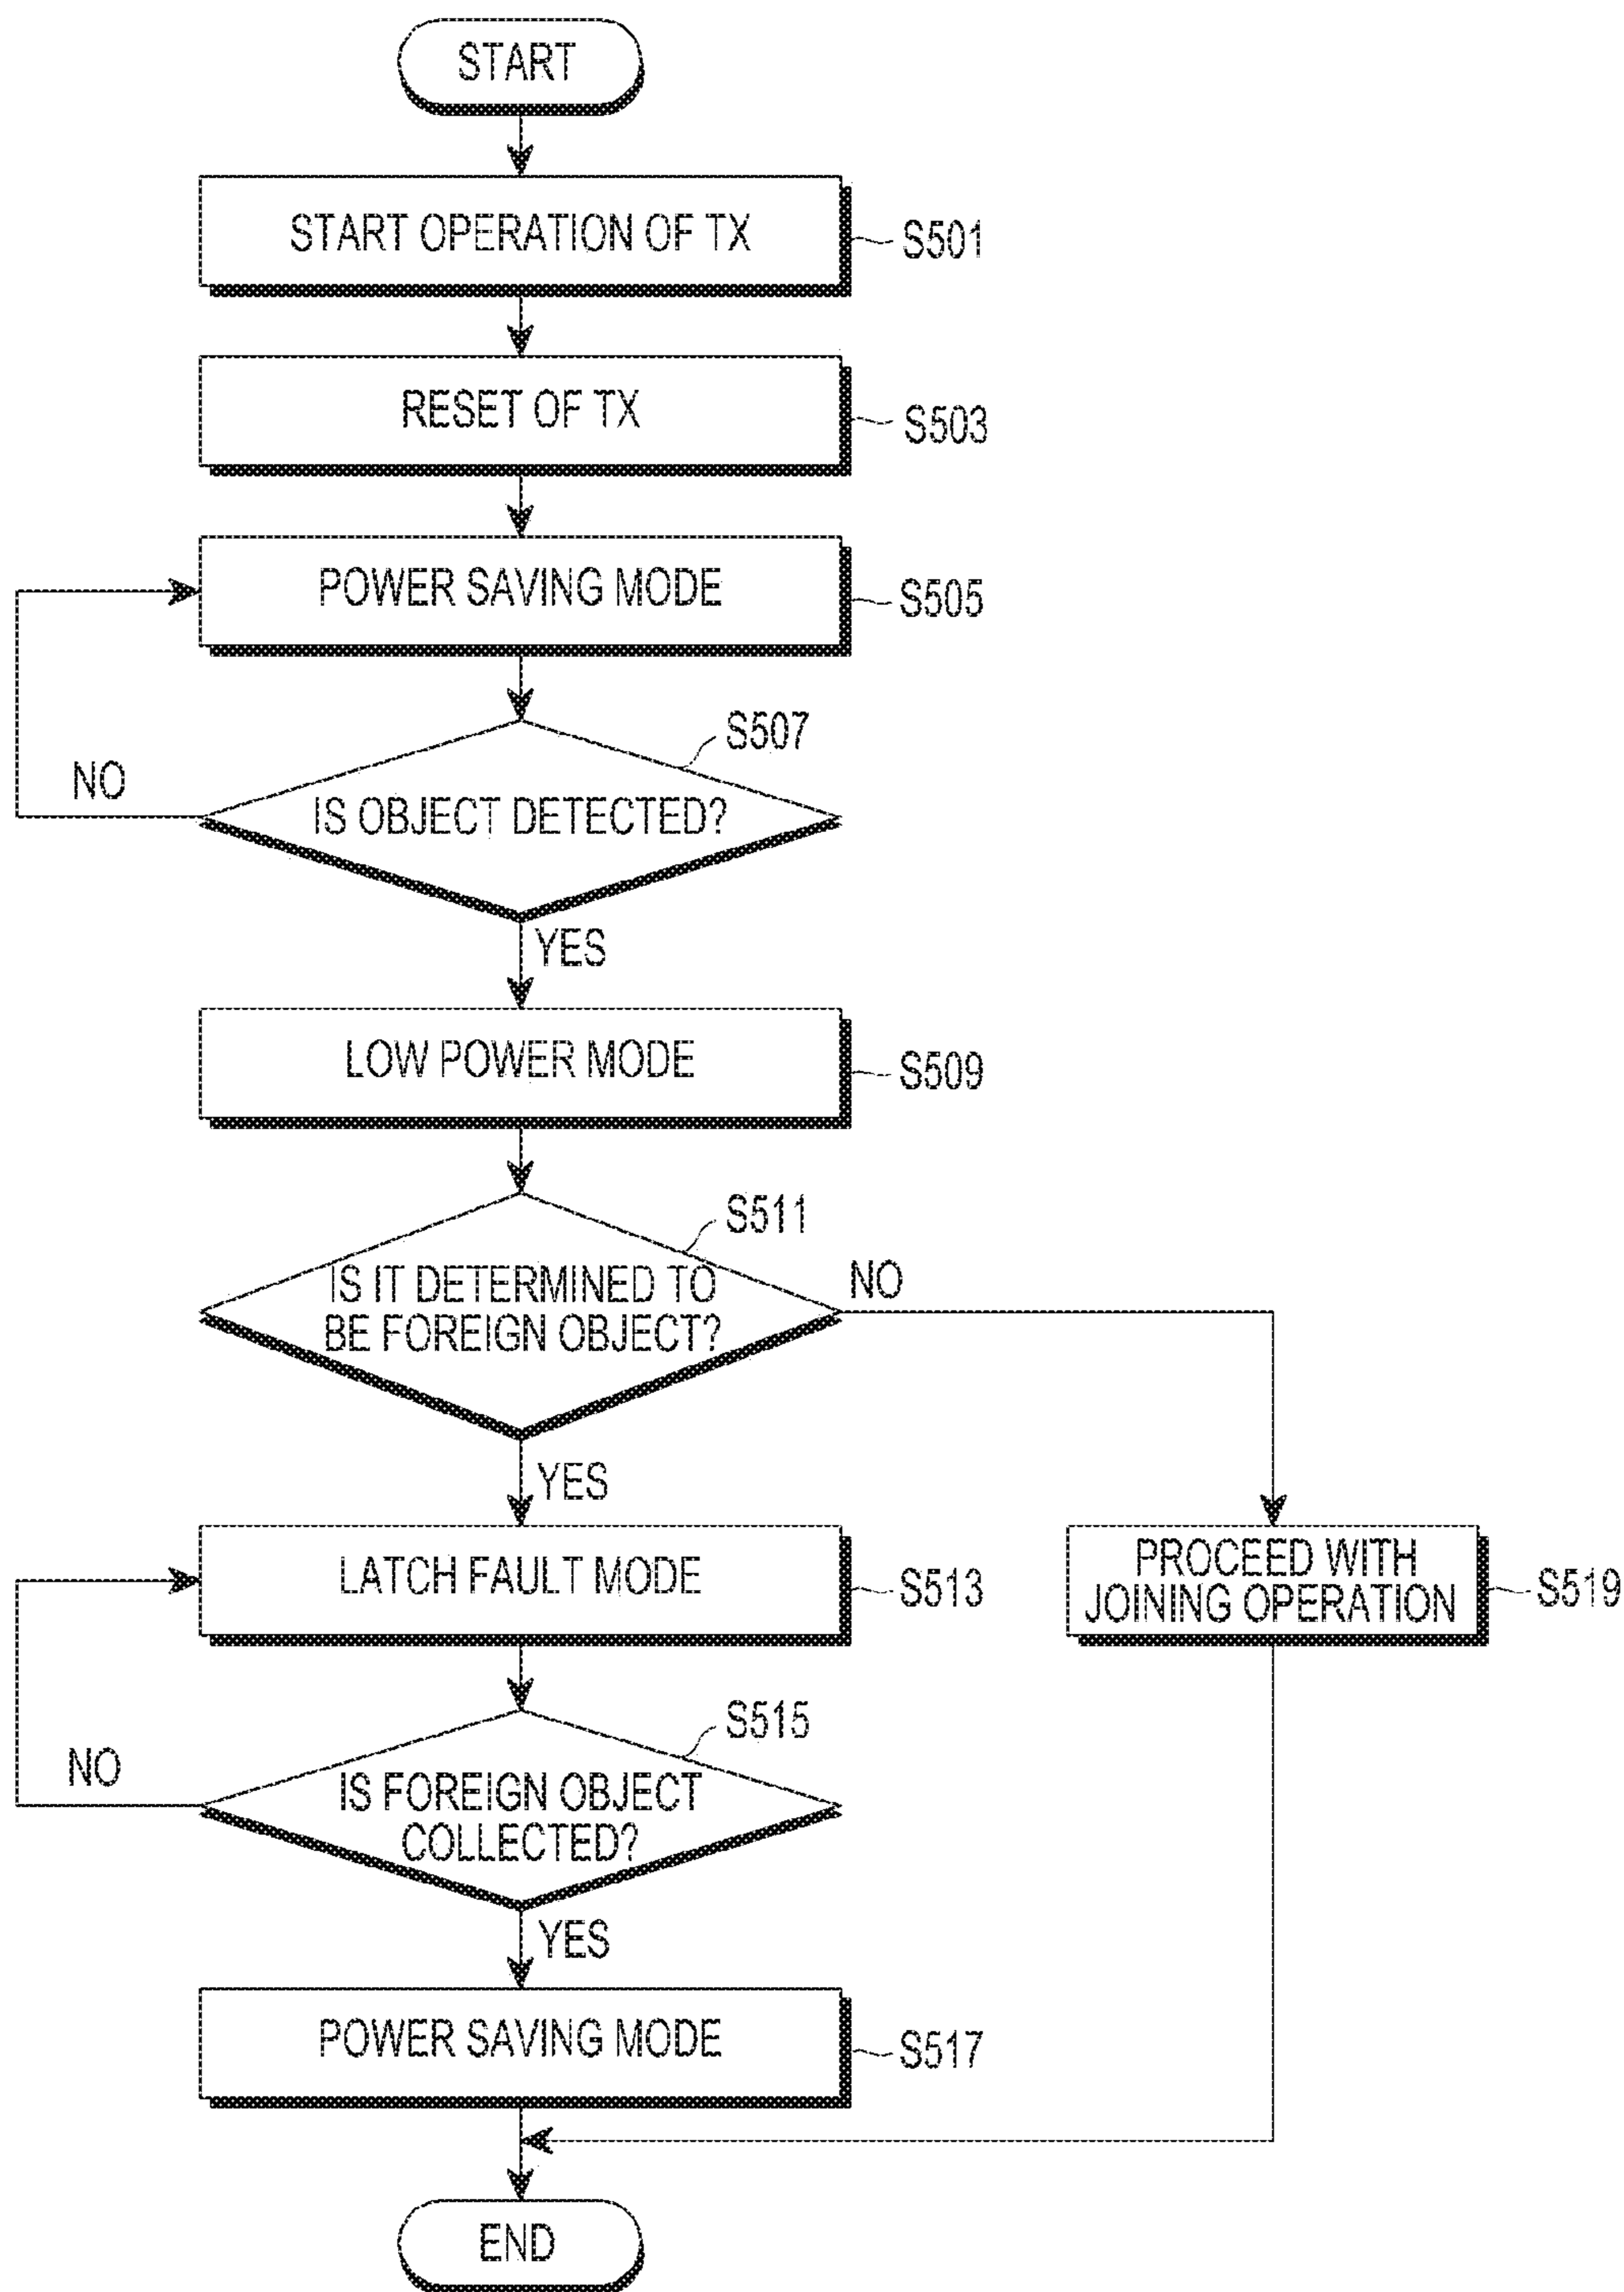 START
START OPERATION OF TX
S501
RESET OF TX
S503
POWER SAVING MODE
S505
S507
NO
IS OBJECT DETECTED?
YES
LOW POWER MODE
S509
S511
IS IT DETERMINED TO
BE FOREIGN OBJECT?
NO
YES
LATCH FAULT MODE
S513
PROCEED WITH
JOINING OPERATION
S519
S515
NO
IS FOREIGN OBJECT
COLLECTED?
YES
POWER SAVING MODE
S517
END